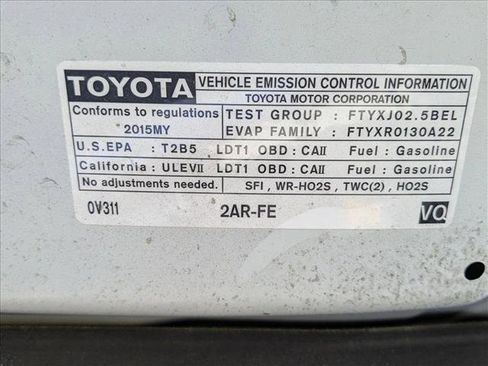 TOYOTA VEHICLE EMISSION CONTROL INFORMATION
TOYOTA MOTOR CORPORATION
Conforms to regulations TEST GROUP : FTYXJ02.5BEL
2015MY EVAP FAMILY : FTYXR0130A22
U.S.EPA : T2B5 LDT1 OBD : CAII Fuel : Gasoline
California : ULEVII LDT1 OBD : CAII Fuel : Gasoline
No adjustments needed. SFI, WR-HO2S, TWC(2), HO2S
0V311 2AR-FE VQ